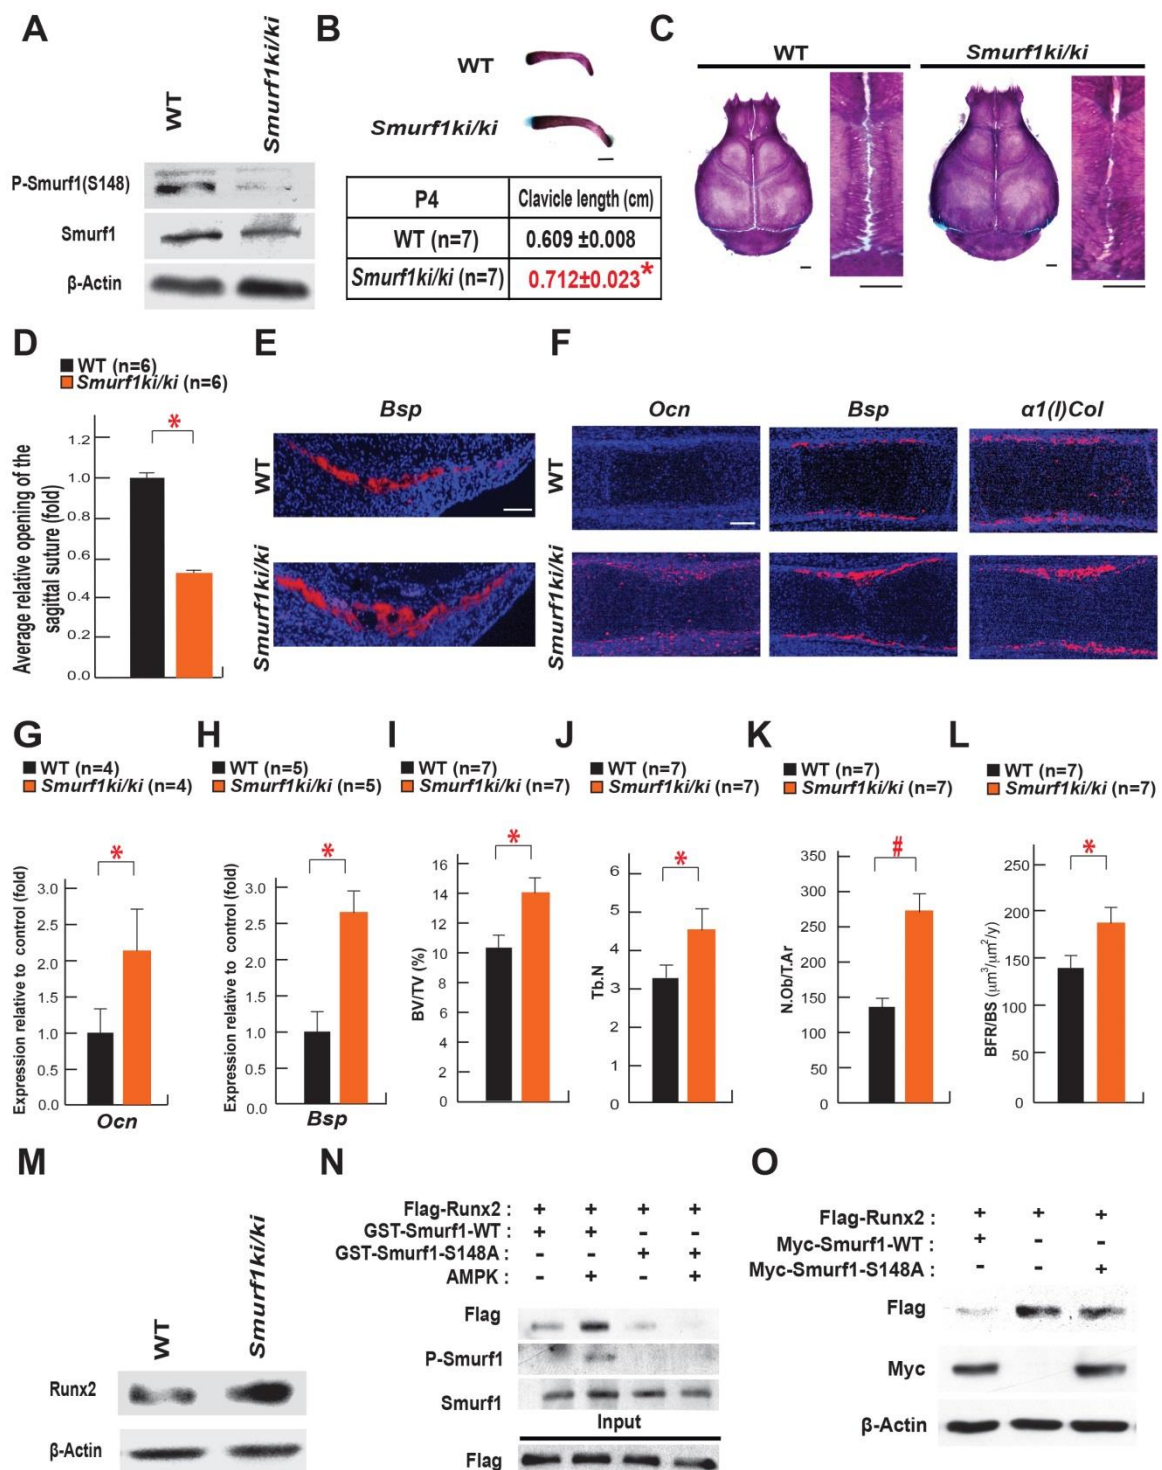 A
WT
Smurf1ki/ki
P-Smurf1(S148)
Smurf1
β-Actin
B
WT
Smurf1ki/ki
P4 Clavicle length (cm)
WT (n=7) 0.609 ±0.008
Smurf1ki/ki (n=7) 0.712±0.023*
C
WT Smurf1ki/ki
D
WT (n=6)
Smurf1ki/ki (n=6)
*
Average relative opening of the
sagittal suture (fold)
1.2
1.0
0.8
0.6
0.4
0.2
0.0
E
Bsp
WT
Smurf1ki/ki
F
Ocn Bsp α1(I)Col
WT
Smurf1ki/ki
G
WT (n=4)
Smurf1ki/ki (n=4)
*
Expression relative to control (fold)
3.0
2.5
2.0
1.5
1.0
0.5
0.0
Ocn
H
WT (n=5)
Smurf1ki/ki (n=5)
*
Expression relative to control (fold)
3.0
2.5
2.0
1.5
1.0
0.5
0.0
Bsp
I
WT (n=7)
Smurf1ki/ki (n=7)
*
BV/TV (%)
16
14
12
10
8
6
4
2
0
J
WT (n=7)
Smurf1ki/ki (n=7)
*
Tb.N
6
5
4
3
2
1
0
K
WT (n=7)
Smurf1ki/ki (n=7)
#
N.Ob/T.Ar
350
300
250
200
150
100
50
0
L
WT (n=7)
Smurf1ki/ki (n=7)
*
BFR/BS (μm³/μm²/y)
250
200
150
100
50
0
M
WT
Smurf1ki/ki
Runx2
β-Actin
N
Flag-Runx2 : + + + +
GST-Smurf1-WT : + + - -
GST-Smurf1-S148A : - - + +
AMPK : - + - +
Flag
P-Smurf1
Smurf1
Input
Flag
O
Flag-Runx2 : + + +
Myc-Smurf1-WT : + - -
Myc-Smurf1-S148A : - - +
Flag
Myc
β-Actin